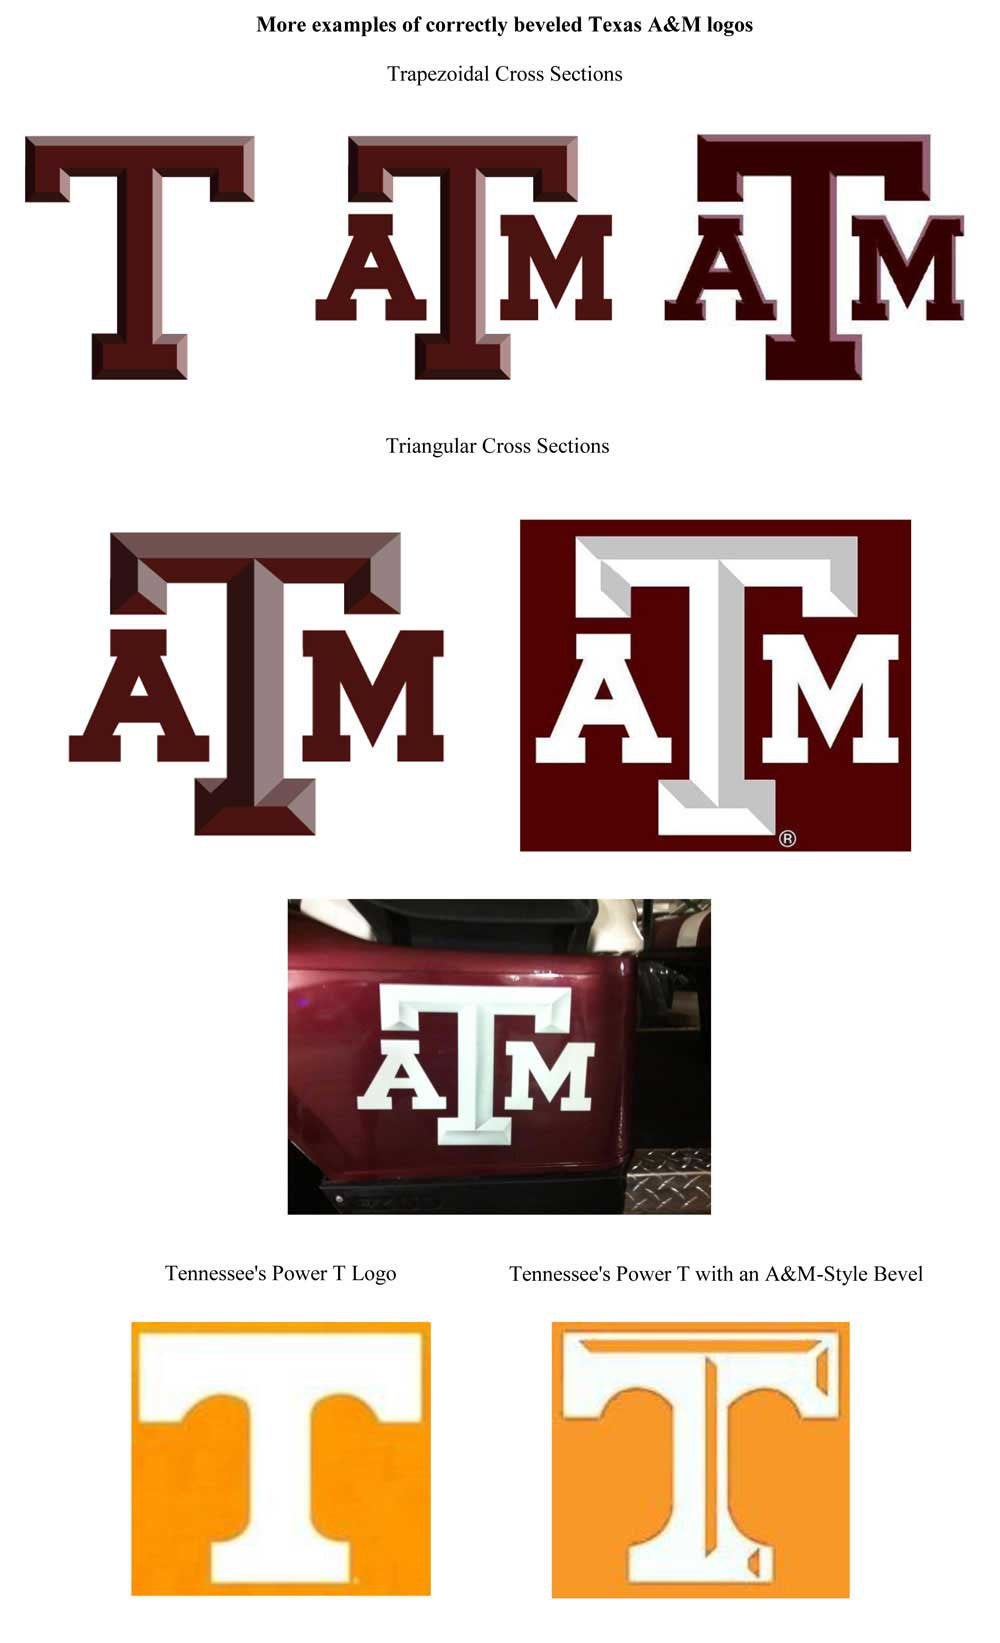 More examples of correctly beveled Texas A&M logos
Trapezoidal Cross Sections
T
ATM
ATM
Triangular Cross Sections
ATM
ATM
®
ATM
Tennessee's Power T Logo
Tennessee's Power T with an A&M-Style Bevel
T
T